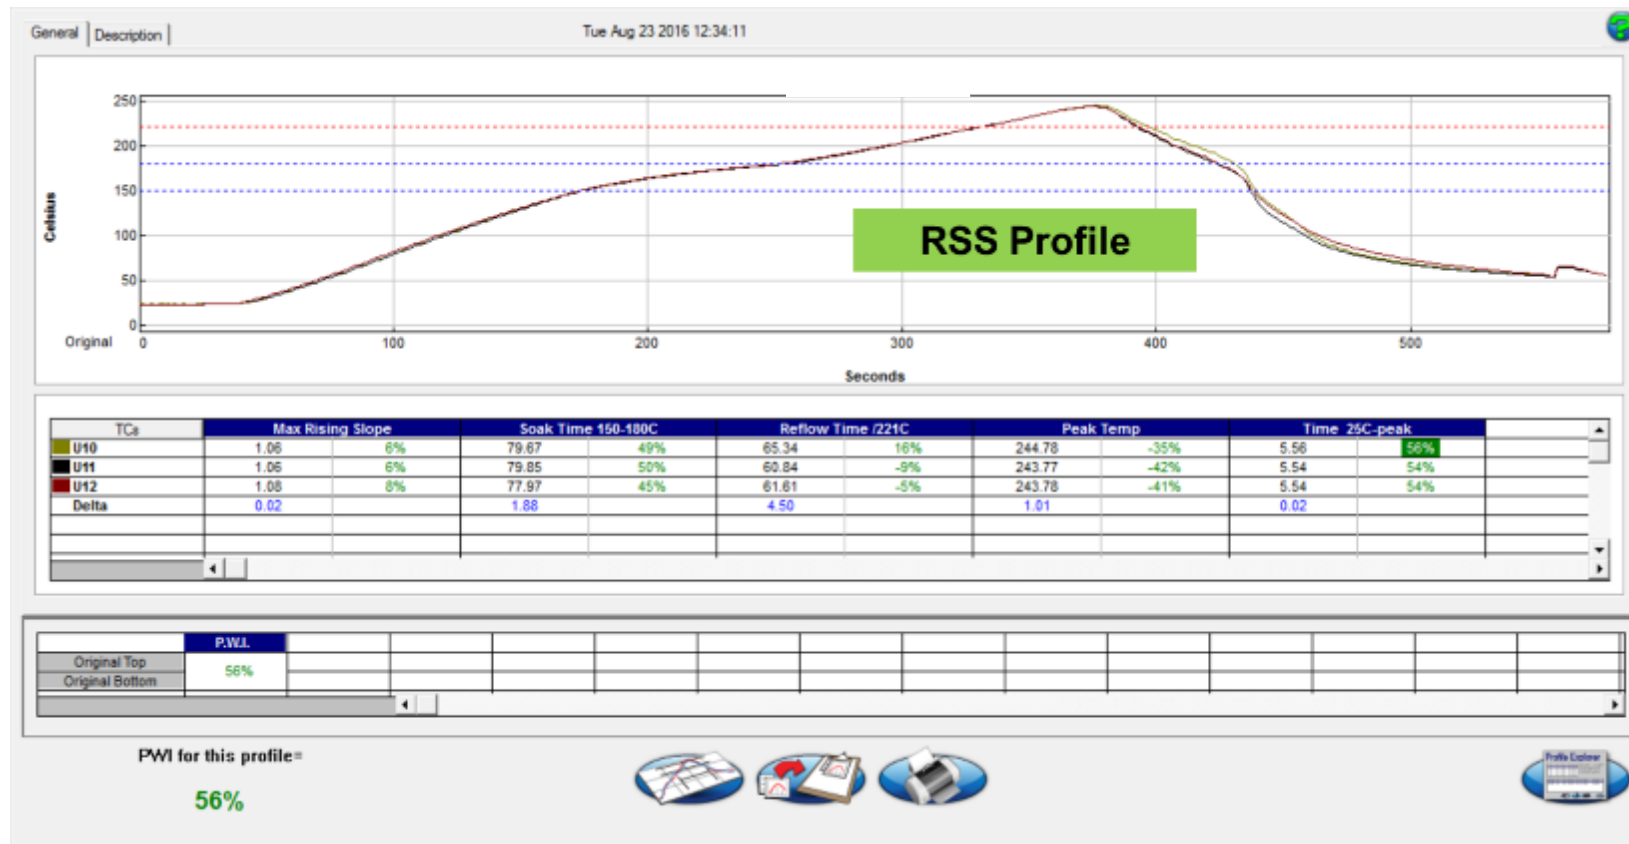 General Description Tue Aug 23 2016 12:34:11 ?
250
200
150
100
50
0
Celsius
RSS Profile
Original 0 100 200 300 400 500
Seconds
TCs Max Rising Slope Soak Time 150-180C Reflow Time /221C Peak Temp Time 25C-peak
U10 1.06 6% 79.67 49% 65.34 16% 244.78 -35% 5.56 56%
U11 1.06 6% 79.85 50% 60.84 -9% 243.77 -42% 5.54 54%
U12 1.08 8% 77.97 45% 61.61 -5% 243.78 -41% 5.54 54%
Delta 0.02 1.88 4.50 1.01 0.02
P.W.I.
Original Top
56%
Original Bottom
PWI for this profile=
56%
Profile Explorer